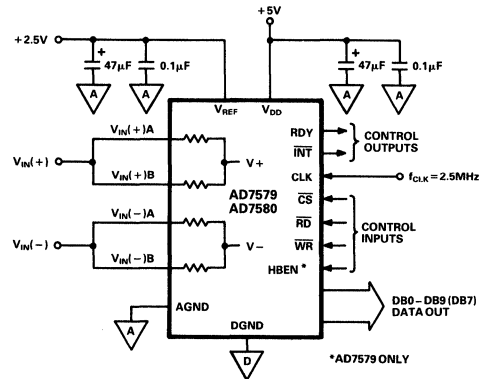 +5V
+2.5V
+
47μF
0.1μF
+
47μF
0.1μF
A
A
A
A
VREF
VDD
RDY
INT
CONTROL
OUTPUTS
VIN(+)A
VIN(+)
V+
VIN(+)B
CLK
fCLK = 2.5MHz
AD7579
AD7580
CS
RD
WR
HBEN *
CONTROL
INPUTS
VIN(–)A
VIN(–)
V–
VIN(–)B
AGND
DGND
DB0 – DB9 (DB7)
DATA OUT
A
D
*AD7579 ONLY